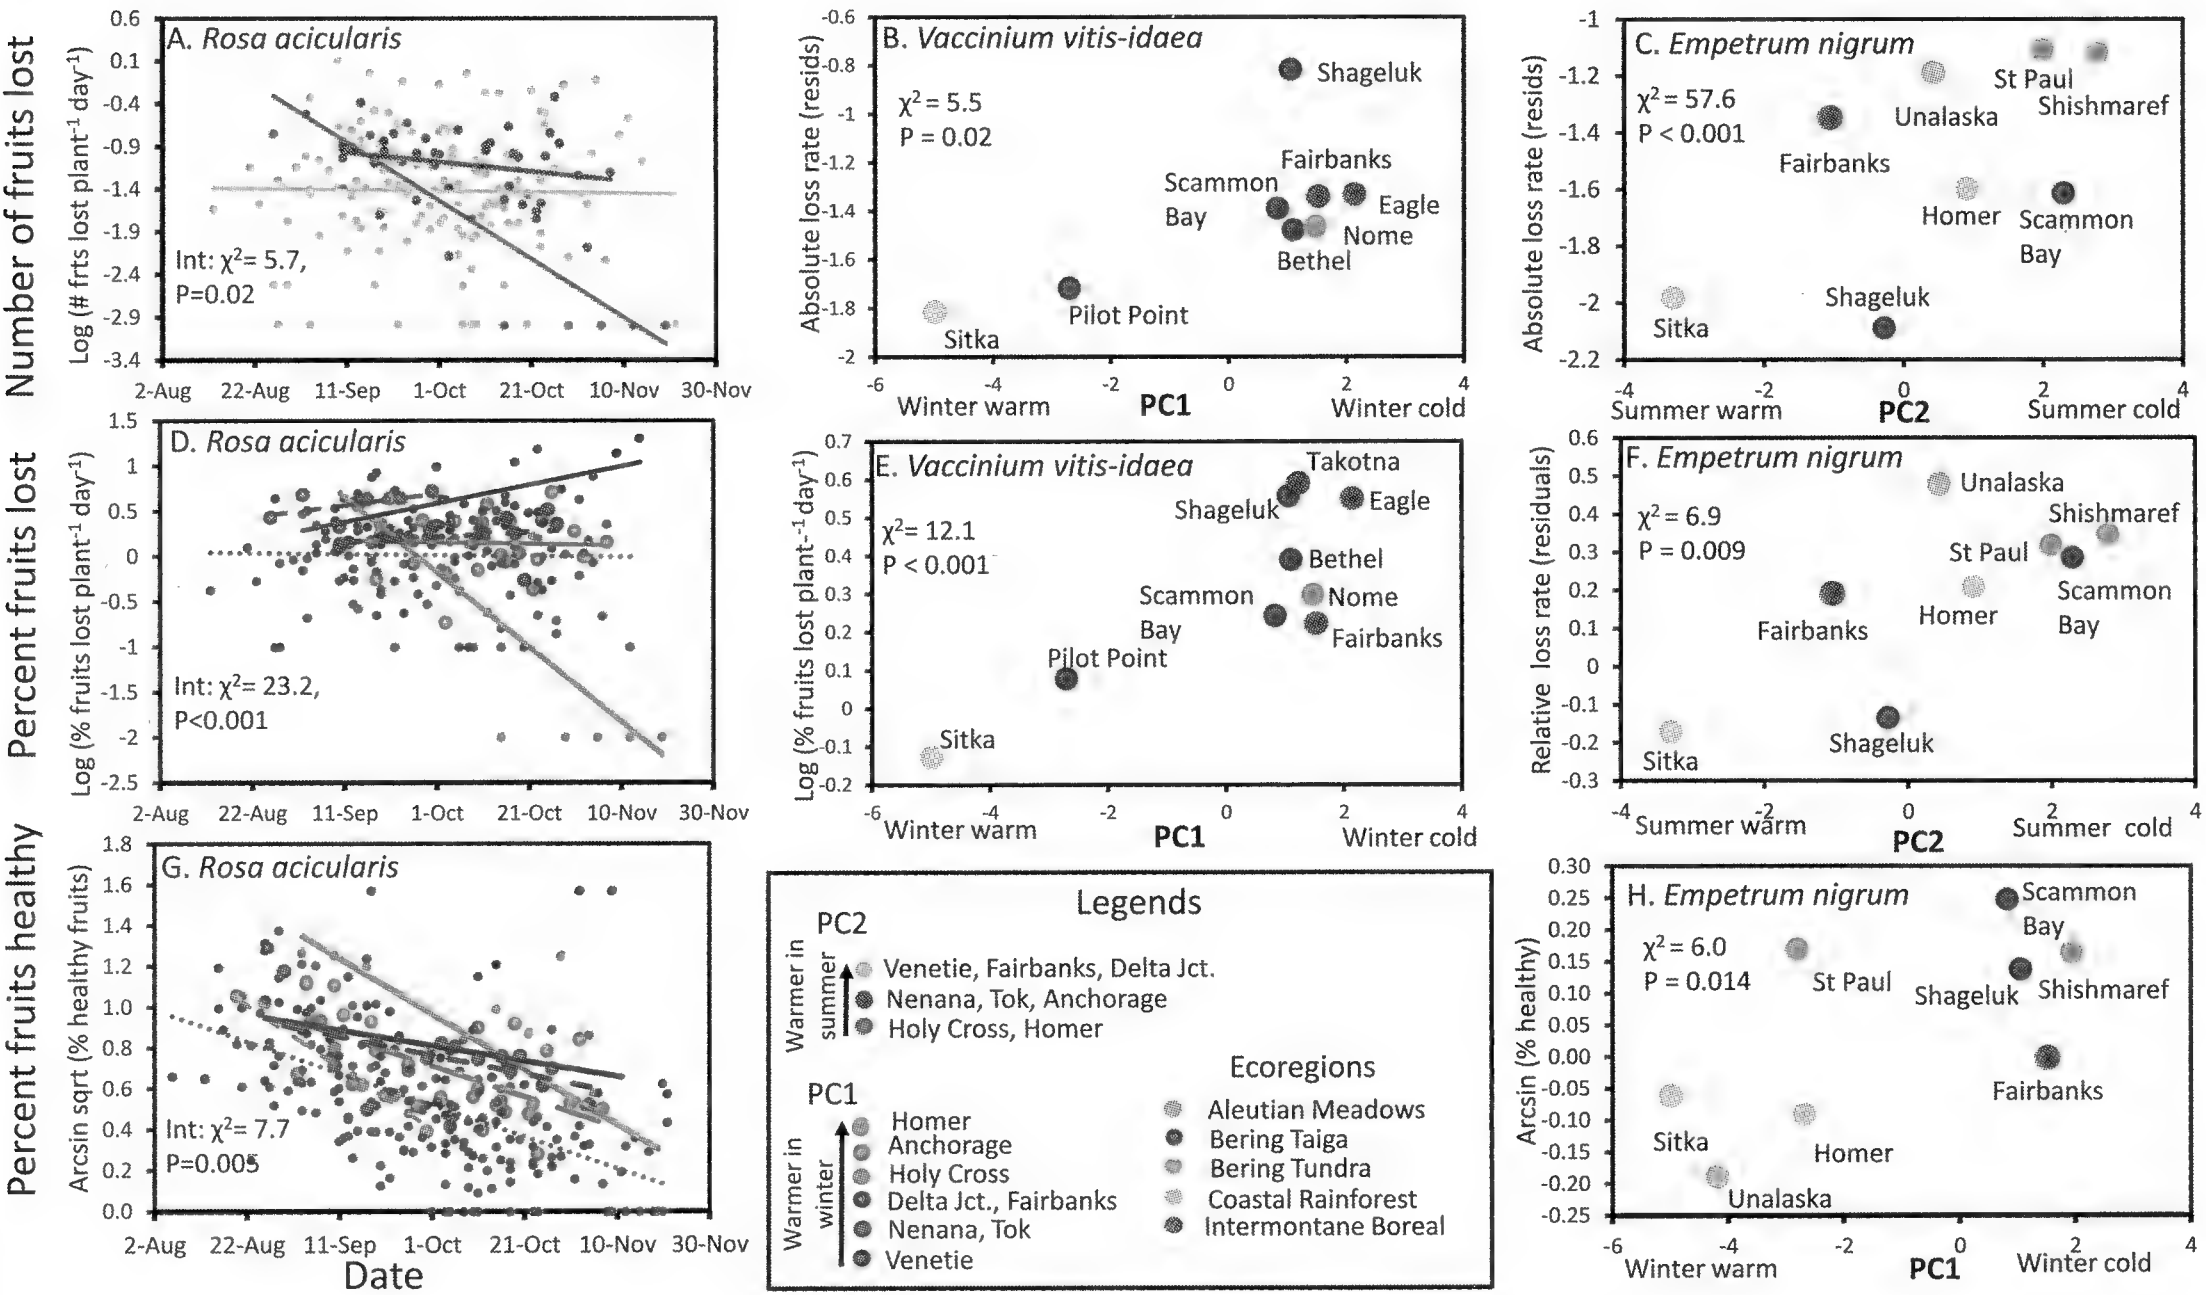 Number of fruits lost
Percent fruits lost
Percent fruits healthy
A. Rosa acicularis
Log (# frts lost plant-1 day-1)
0.6
0.1
-0.4
-0.9
-1.4
-1.9
-2.4
-2.9
-3.4
Int: χ2= 5.7,
P=0.02
2-Aug 22-Aug 11-Sep 1-Oct 21-Oct 10-Nov 30-Nov
B. Vaccinium vitis-idaea
Absolute loss rate (resids)
-0.6
-0.8
-1
-1.2
-1.4
-1.6
-1.8
-2
χ2 = 5.5
P = 0.02
Shageluk
Fairbanks
Scammon
Bay
Eagle
Nome
Bethel
Pilot Point
Sitka
-6 -4 -2 0 2 4
Winter warm PC1 Winter cold
C. Empetrum nigrum
Absolute loss rate (resids)
-1
-1.2
-1.4
-1.6
-1.8
-2
-2.2
χ2 = 57.6
P < 0.001
St Paul
Shishmaref
Unalaska
Fairbanks
Homer
Scammon
Bay
Shageluk
Sitka
-4 -2 0 2 4
Summer warm PC2 Summer cold
D. Rosa acicularis
Log (% fruits lost plant-1 day-1)
1.5
1
0.5
0
-0.5
-1
-1.5
-2
-2.5
Int: χ2= 23.2,
P<0.001
2-Aug 22-Aug 11-Sep 1-Oct 21-Oct 10-Nov 30-Nov
E. Vaccinium vitis-idaea
Log (% fruits lost plant-1 day-1)
0.7
0.6
0.5
0.4
0.3
0.2
0.1
0
-0.1
-0.2
χ2= 12.1
P < 0.001
Takotna
Shageluk
Eagle
Bethel
Scammon
Bay
Nome
Fairbanks
Pilot Point
Sitka
-6 -4 -2 0 2 4
Winter warm PC1 Winter cold
F. Empetrum nigrum
Relative loss rate (residuals)
0.6
0.5
0.4
0.3
0.2
0.1
0
-0.1
-0.2
-0.3
χ2 = 6.9
P = 0.009
Unalaska
Shishmaref
St Paul
Scammon
Bay
Homer
Fairbanks
Shageluk
Sitka
-4 -2 0 2 4
Summer warm PC2 Summer cold
G. Rosa acicularis
Arcsin sqrt (% healthy fruits)
1.8
1.6
1.4
1.2
1.0
0.8
0.6
0.4
0.2
0.0
Int: χ2= 7.7
P=0.005
2-Aug 22-Aug 11-Sep 1-Oct 21-Oct 10-Nov 30-Nov
Date
Legends
PC2
Warmer in
summer
Venetie, Fairbanks, Delta Jct.
Nenana, Tok, Anchorage
Holy Cross, Homer
PC1
Warmer in
winter
Homer
Anchorage
Holy Cross
Delta Jct., Fairbanks
Nenana, Tok
Venetie
Ecoregions
Aleutian Meadows
Bering Taiga
Bering Tundra
Coastal Rainforest
Intermontane Boreal
H. Empetrum nigrum
Arcsin (% healthy)
0.30
0.25
0.20
0.15
0.10
0.05
0.00
-0.05
-0.10
-0.15
-0.20
-0.25
χ2 = 6.0
P = 0.014
Scammon
Bay
St Paul
Shageluk
Shishmaref
Fairbanks
Sitka
Homer
Unalaska
-6 -4 -2 0 2 4
Winter warm PC1 Winter cold